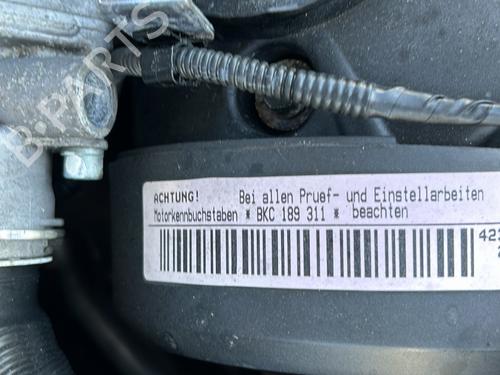 B-PARTS
ACHTUNG! Bei allen Pruef- und Einstellarbeiten
Motorkennbuchstaben * BKC 189 311 * beachten